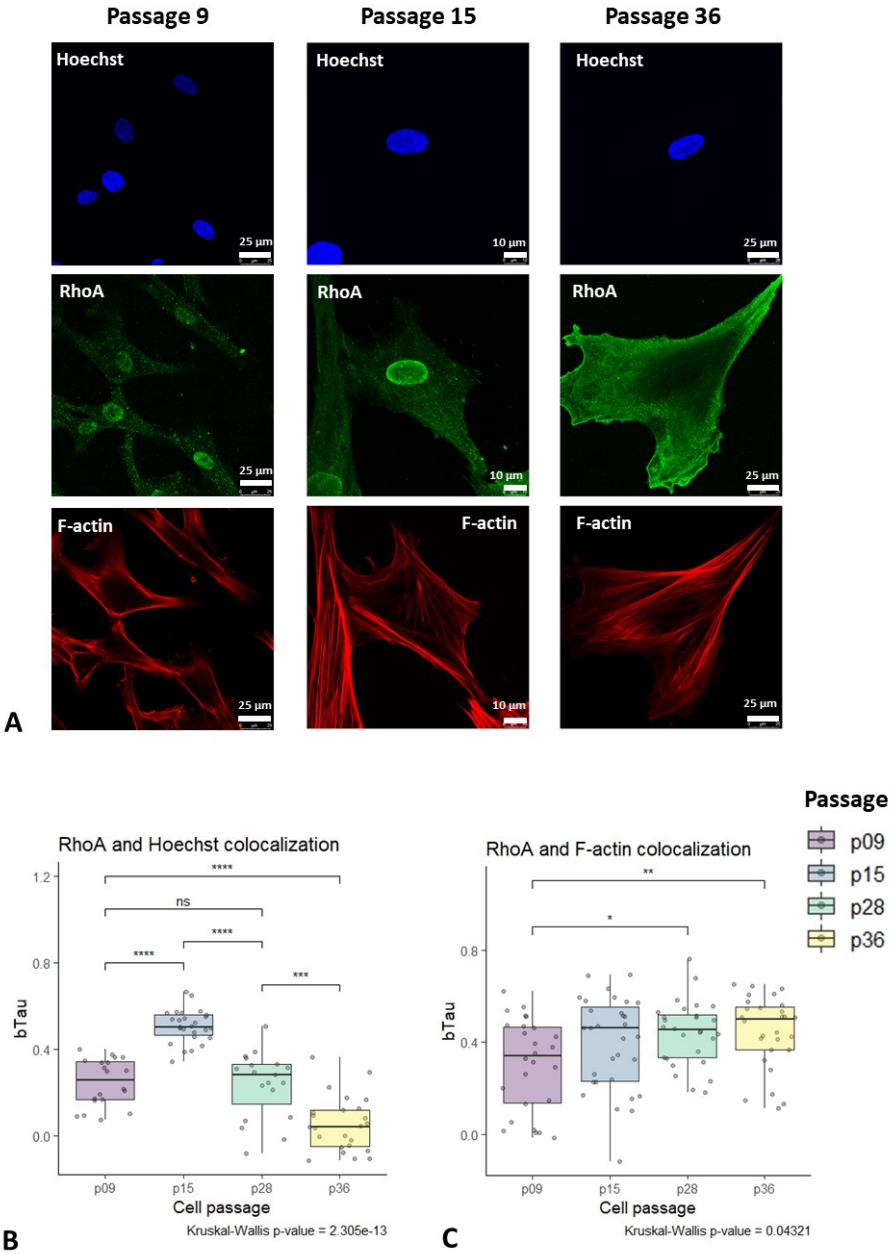 Passage 9
Passage 15
Passage 36
Hoechst
Hoechst
Hoechst
25 µm
10 µm
25 µm
RhoA
RhoA
RhoA
25 µm
10 µm
25 µm
F-actin
F-actin
F-actin
25 µm
10 µm
25 µm
A
Passage
p09
p15
p28
p36
RhoA and Hoechst colocalization
****
ns
****
****
***
1.2
0.8
0.4
0.0
bTau
p09 p15 p28 p36
Cell passage
Kruskal-Wallis p-value = 2.305e-13
B
RhoA and F-actin colocalization
**
*
0.8
0.4
0.0
bTau
p09 p15 p28 p36
Cell passage
Kruskal-Wallis p-value = 0.04321
C